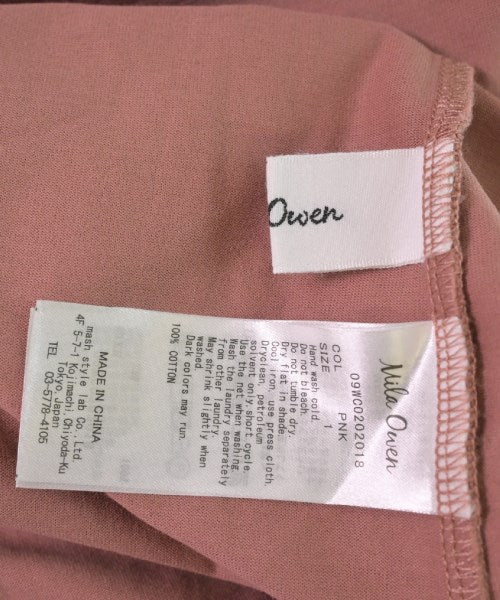 Owen
Mila Owen
09WC0202018
COL PNK
SIZE 1
Hand wash cold.
Do not bleach.
Do not tumble dry.
Dry flat in shade.
Cool iron, use press cloth.
Dryclean, petroleum
solvent only short cycle.
Use the net when washing.
Wash the laundry separately
from other laundry.
May shrink slightly when
washed.
Dark colors may run.
100% COTTON
MADE IN CHINA
mash style lab Co. Ltd.
4F 5-7-1 Kojimachi, Chiyoda-Ku
Tokyo Japan
TEL 03-5778-4105